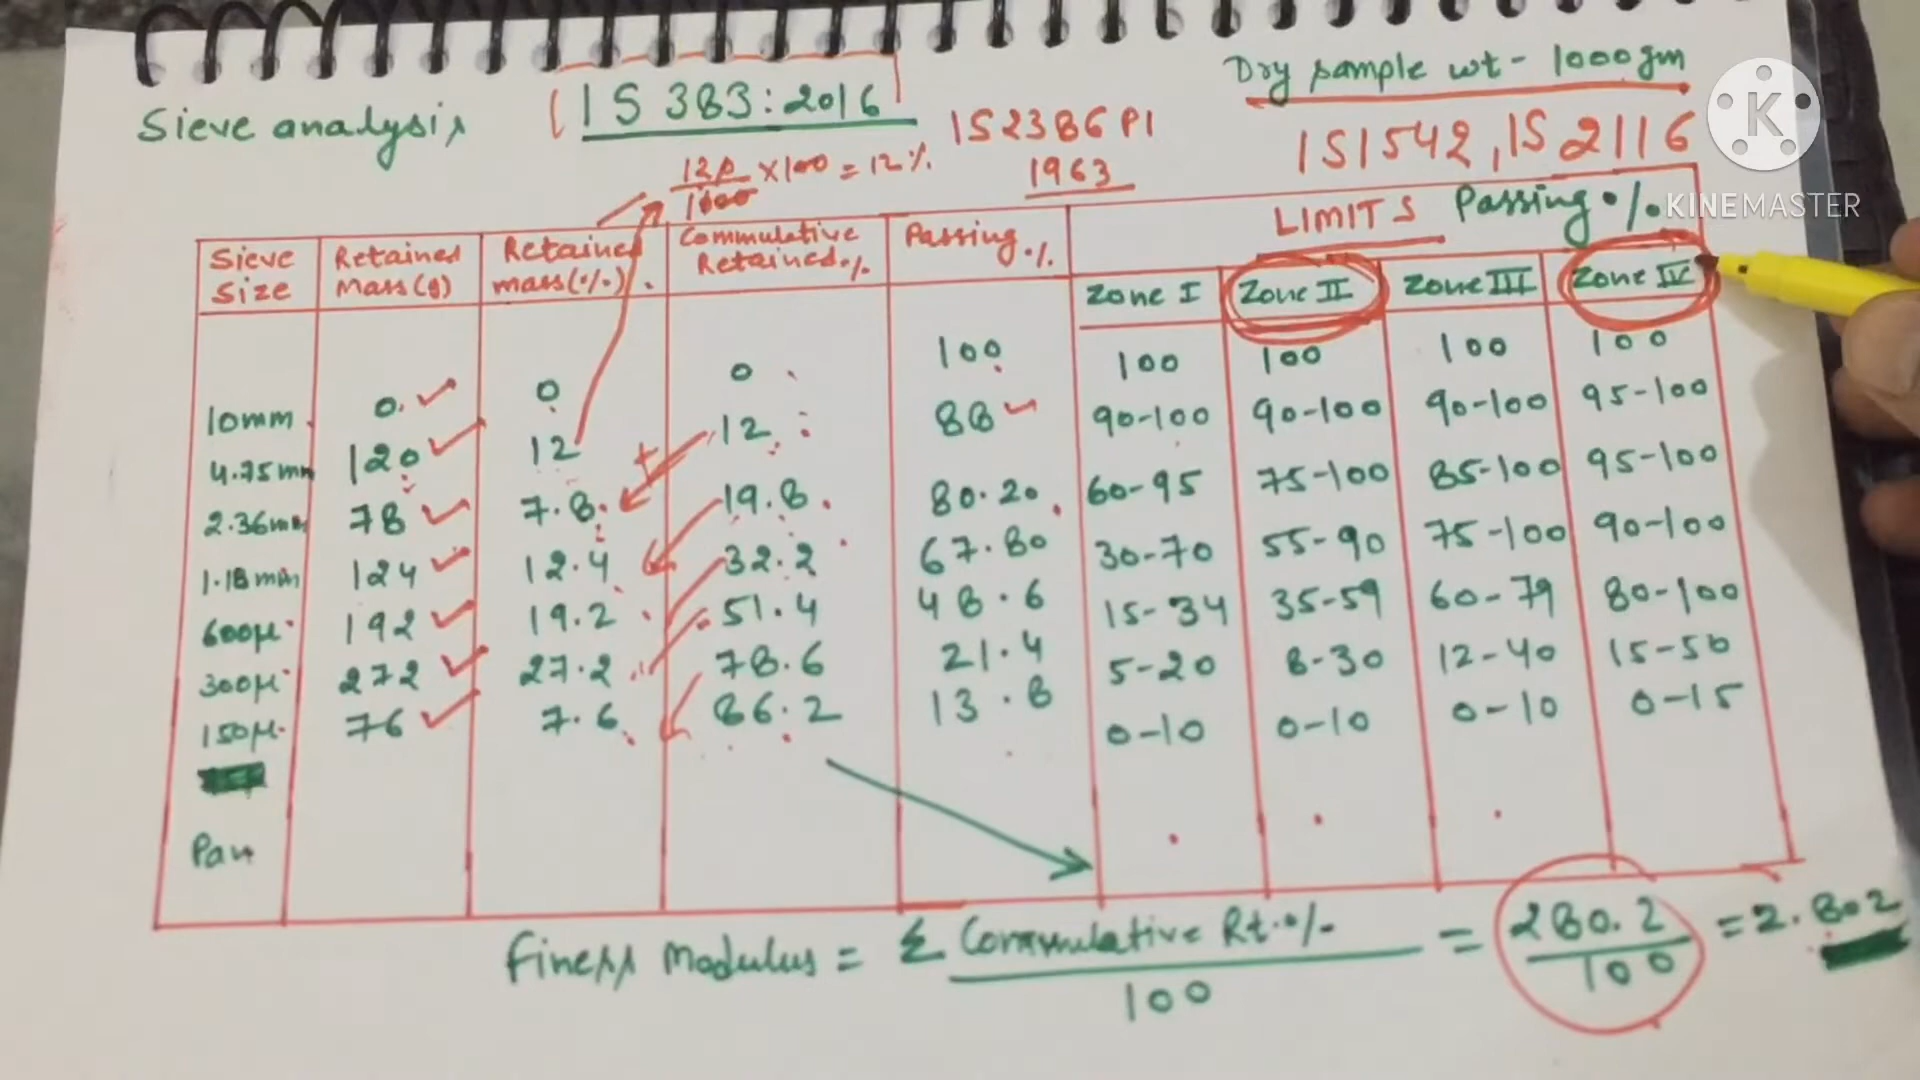 Sieve analysis
IS 383:2016
Dry sample wt - 1000gm
IS2386 P1
1963
IS1542, IS 2116
120/1000 ×100 = 12%
K
KINEMASTER
LIMITS Passing %
Sieve Size | Retained Mass(g) | Retained mass(%) | Commulative Retained.% | Passing.% | Zone I | Zone II | Zone III | Zone IV
10mm | 0 | 0 | 0 | 100 | 100 | 100 | 100 | 100
4.75mm | 120 | 12 | 12 | 88 | 90-100 | 90-100 | 90-100 | 95-100
2.36mm | 78 | 7.8 | 19.8 | 80.20 | 60-95 | 75-100 | 85-100 | 95-100
1.18mm | 124 | 12.4 | 32.2 | 67.80 | 30-70 | 55-90 | 75-100 | 90-100
600µ | 192 | 19.2 | 51.4 | 48.6 | 15-34 | 35-59 | 60-79 | 80-100
300µ | 272 | 27.2 | 78.6 | 21.4 | 5-20 | 8-30 | 12-40 | 15-50
150µ | 76 | 7.6 | 86.2 | 13.8 | 0-10 | 0-10 | 0-10 | 0-15
Pan
Finess Modulus = Σ Commulative Rt.% / 100 = 280.2 / 100 = 2.802